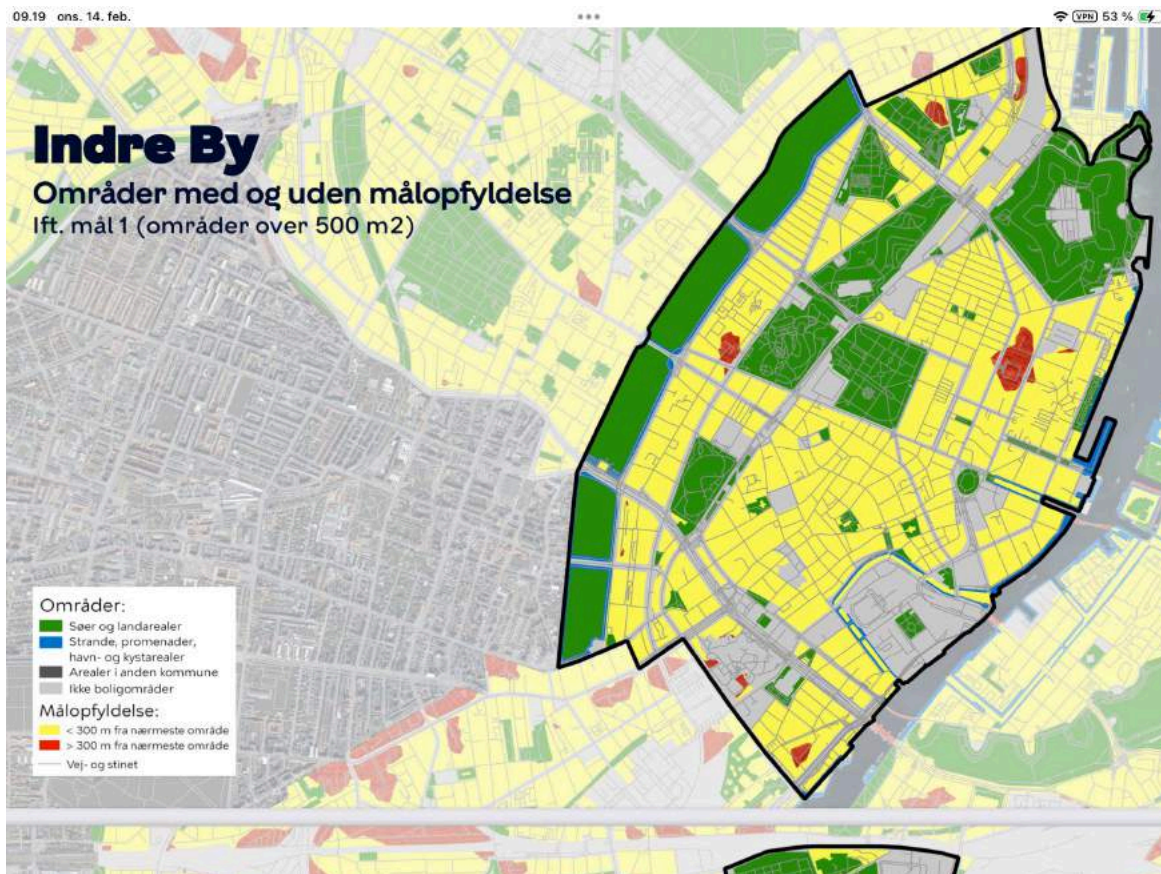 09.19 ons. 14. feb.
VPN 53 %
Indre By
Områder med og uden målopfyldelse
Ift. mål 1 (områder over 500 m2)
Områder:
Søer og landarealer
Strande, promenader,
havn- og kystarealer
Arealer i anden kommune
Ikke boligområder
Målopfyldelse:
< 300 m fra nærmeste område
> 300 m fra nærmeste område
Vej- og stinet